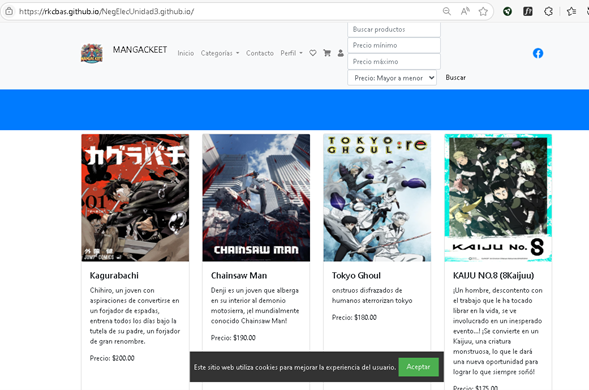 https://rkcbas.github.io/NegElecUnidad3.github.io/
MANGACKEET
Inicio Categorías Contacto Perfil
Buscar productos
Precio mínimo
Precio máximo
Precio: Mayor a menor
Buscar
カグラバチ
01
JUMP COMICS
CHAINSAW MAN
TOKYO GHOUL:re
KAIJU No. 8
Kagurabachi
Chihiro, un joven con
aspiraciones de convertirse en
un forjador de espadas,
entrena todos los días bajo la
tutela de su padre, un forjador
de gran renombre.
Precio: $200.00
Chainsaw Man
Denji es un joven que alberga
en su interior al demonio
motosierra, ¡el mundialmente
conocido Chainsaw Man!
Precio: $190.00
Tokyo Ghoul
onstruos disfrazados de
humanos aterrorizan tokyo
Precio: $180.00
KAIJU NO.8 (8Kaijuu)
¡Un hombre, descontento con
el trabajo que le ha tocado
librar en la vida, se ve
involucrado en un inesperado
evento...! ¡Se convierte en un
Kaijuu, una criatura
monstruosa, lo que le dará
una nueva oportunidad para
lograr lo que siempre soñó!
Precio: $175.00
Este sitio web utiliza cookies para mejorar la experiencia del usuario.
Aceptar